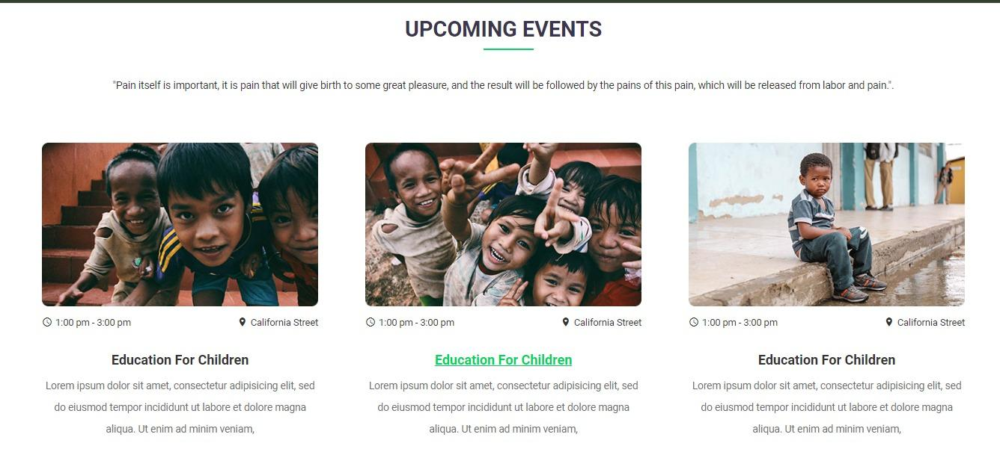 UPCOMING EVENTS
"Pain itself is important, it is pain that will give birth to some great pleasure, and the result will be followed by the pains of this pain, which will be released from labor and pain.".
1:00 pm - 3:00 pm California Street
Education For Children
Lorem ipsum dolor sit amet, consectetur adipisicing elit, sed
do eiusmod tempor incididunt ut labore et dolore magna
aliqua. Ut enim ad minim veniam,
1:00 pm - 3:00 pm California Street
Education For Children
Lorem ipsum dolor sit amet, consectetur adipisicing elit, sed
do eiusmod tempor incididunt ut labore et dolore magna
aliqua. Ut enim ad minim veniam,
1:00 pm - 3:00 pm California Street
Education For Children
Lorem ipsum dolor sit amet, consectetur adipisicing elit, sed
do eiusmod tempor incididunt ut labore et dolore magna
aliqua. Ut enim ad minim veniam,